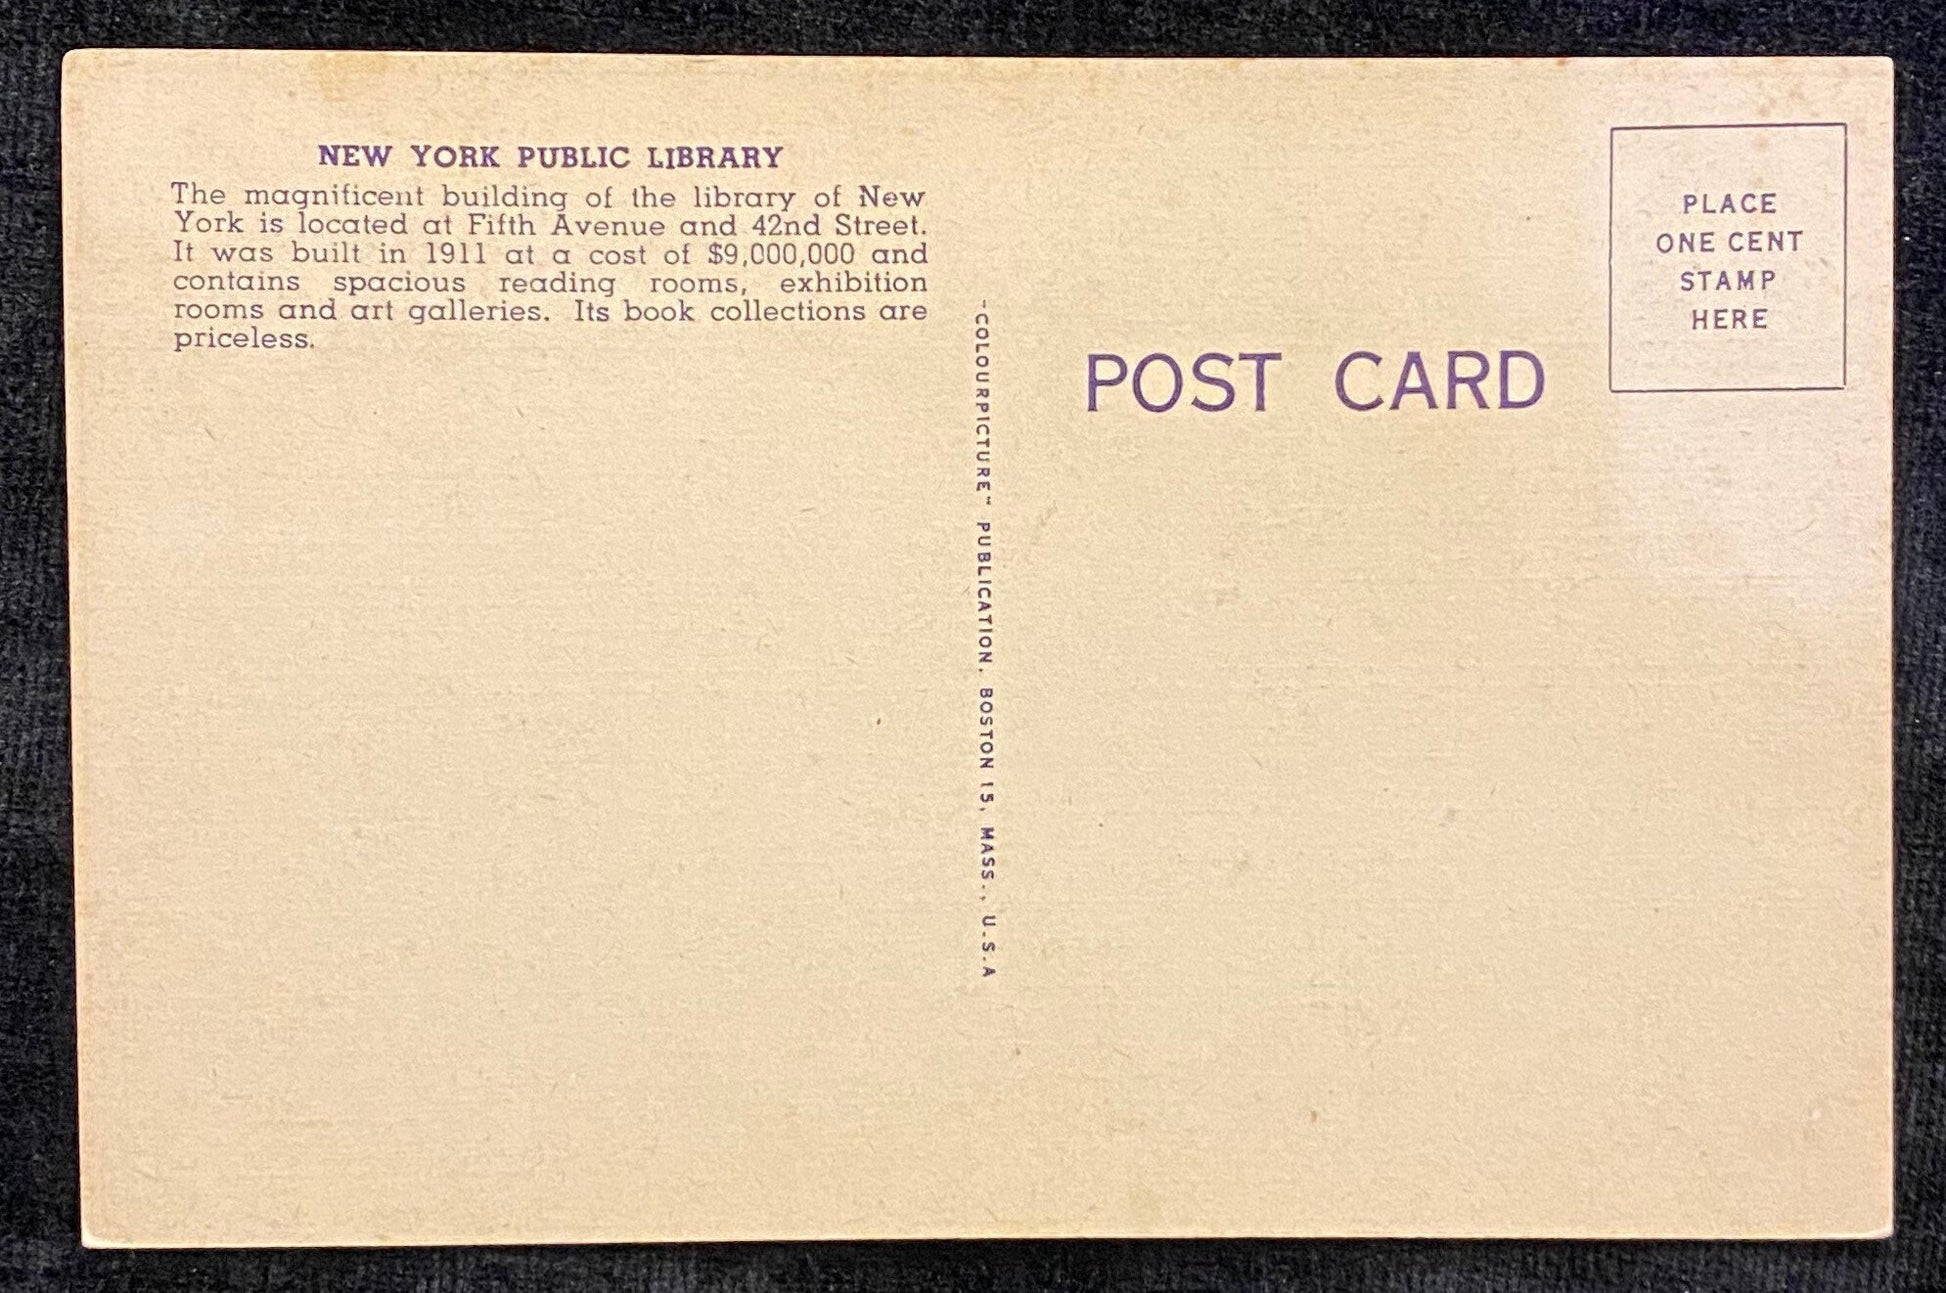 NEW YORK PUBLIC LIBRARY
The magnificent building of the library of New
York is located at Fifth Avenue and 42nd Street.
It was built in 1911 at a cost of $9,000,000 and
contains spacious reading rooms, exhibition
rooms and art galleries. Its book collections are
priceless.
"COLOURPICTURE" PUBLICATION, BOSTON 15, MASS., U.S.A
POST CARD
PLACE
ONE CENT
STAMP
HERE